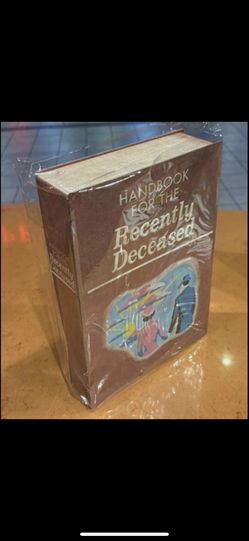 HANDBOOK
FOR THE
Recently
Deceased